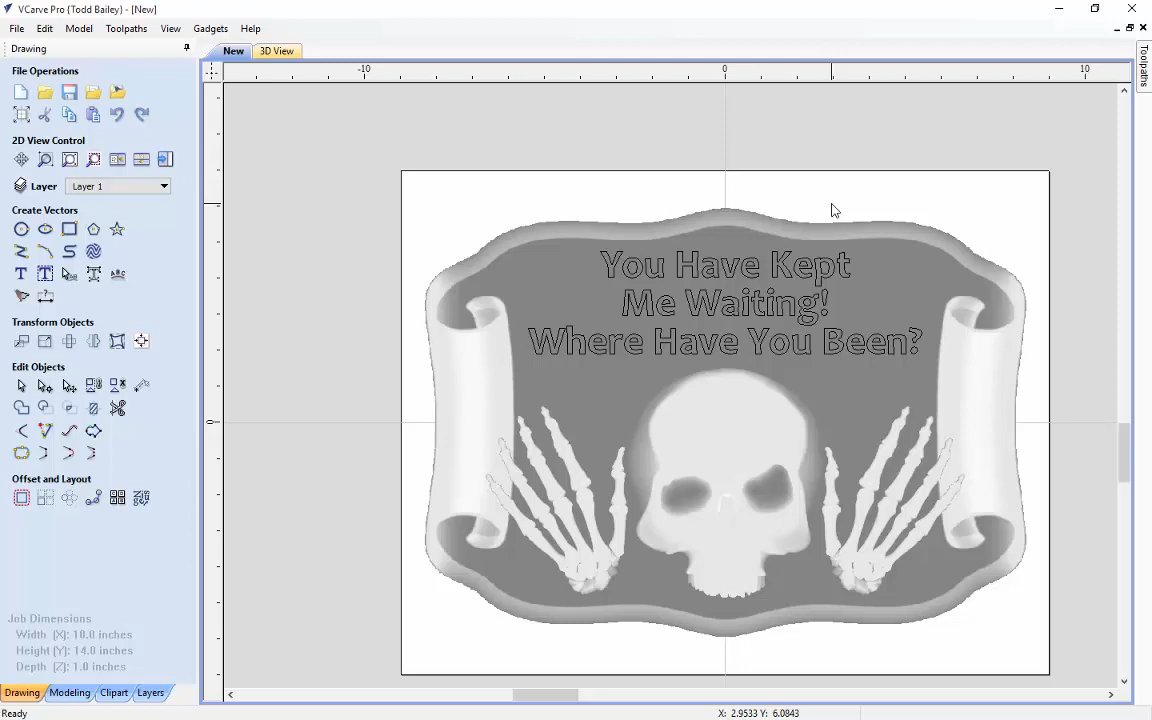 VCarve Pro {Todd Bailey} - [New]
File Edit Model View Toolpaths Gadgets Help
Drawing
New 3D View
File Operations
2D View Control
Layer Layer 1
Create Vectors
Transform Objects
Edit Objects
Offset and Layout
Job Dimensions
Width (X): 18.0 inches
Height (Y): 14.0 inches
Depth (Z): 1.0 inches
Drawing Modeling Clipart Layers
Ready
-10 0 10
0
You Have Kept
Me Waiting!
Where Have You Been?
Toolpaths
X: 2.9533 Y: 6.0843